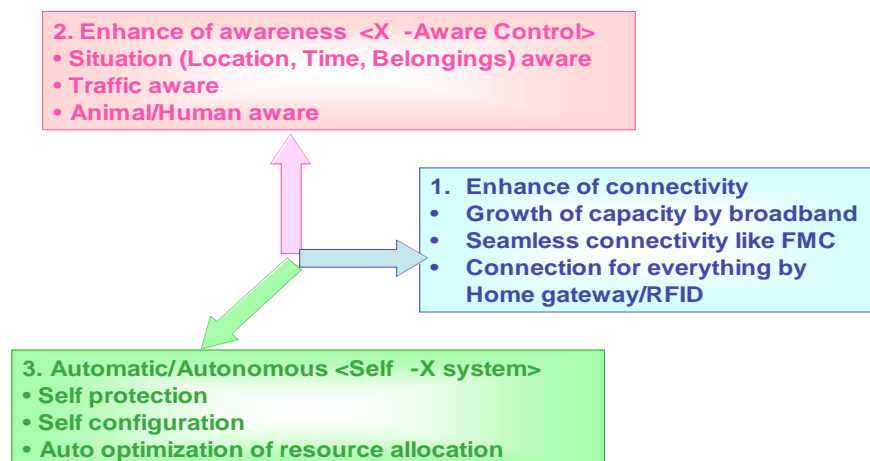 2. Enhance of awareness <X -Aware Control>
• Situation (Location, Time, Belongings) aware
• Traffic aware
• Animal/Human aware
1. Enhance of connectivity
• Growth of capacity by broadband
• Seamless connectivity like FMC
• Connection for everything by
Home gateway/RFID
3. Automatic/Autonomous <Self -X system>
• Self protection
• Self configuration
• Auto optimization of resource allocation